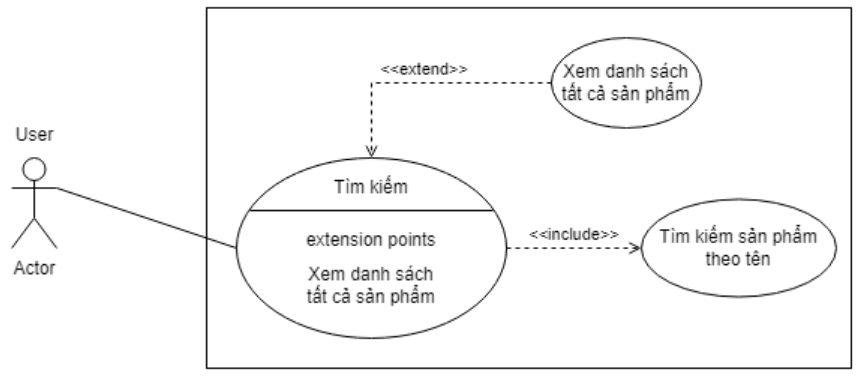 <<extend>>
Xem danh sách
tất cả sản phẩm
User
Tìm kiếm
extension points
Xem danh sách
tất cả sản phẩm
<<include>>
Tìm kiếm sản phẩm
theo tên
Actor